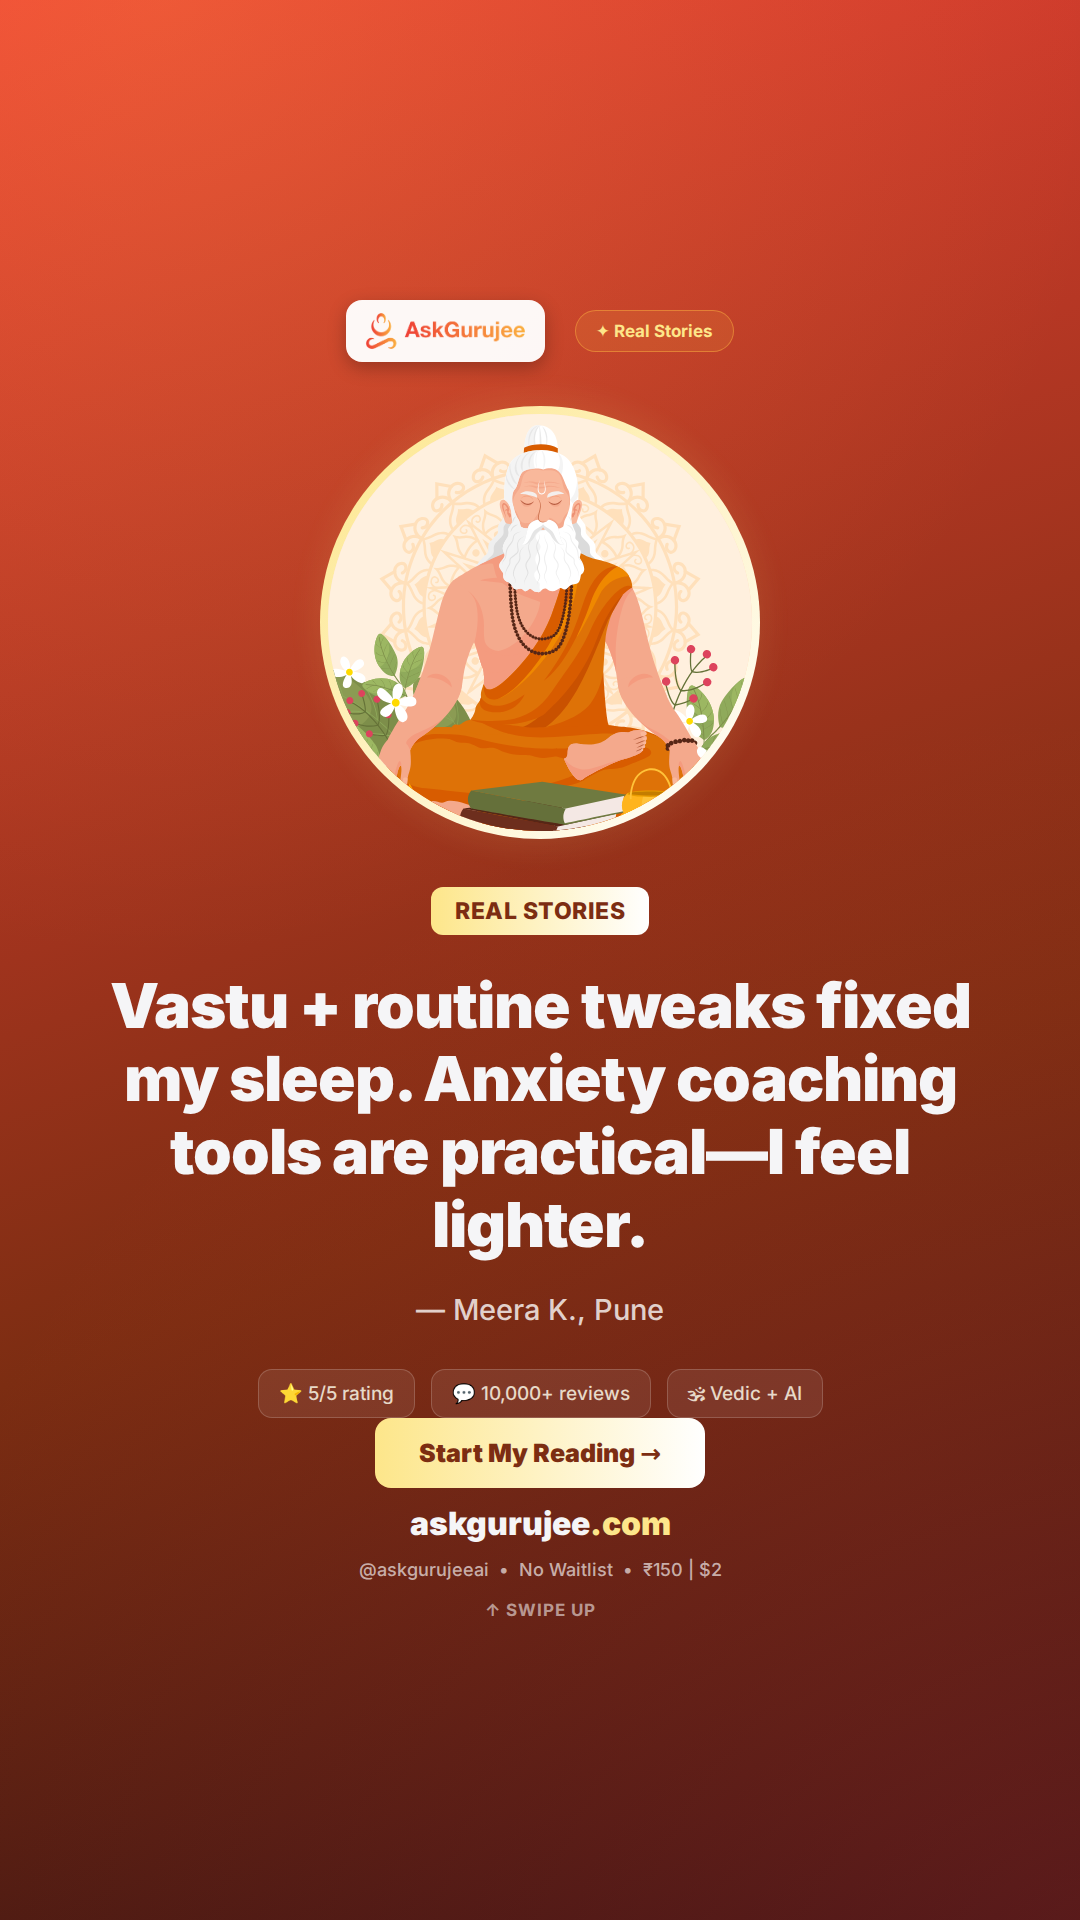 AskGurujee
✦ Real Stories
REAL STORIES
Vastu + routine tweaks fixed
my sleep. Anxiety coaching
tools are practical—I feel
lighter.
— Meera K., Pune
⭐ 5/5 rating
💬 10,000+ reviews
🕉 Vedic + AI
Start My Reading →
askgurujee.com
@askgurujeeai • No Waitlist • ₹150 | $2
↑ SWIPE UP